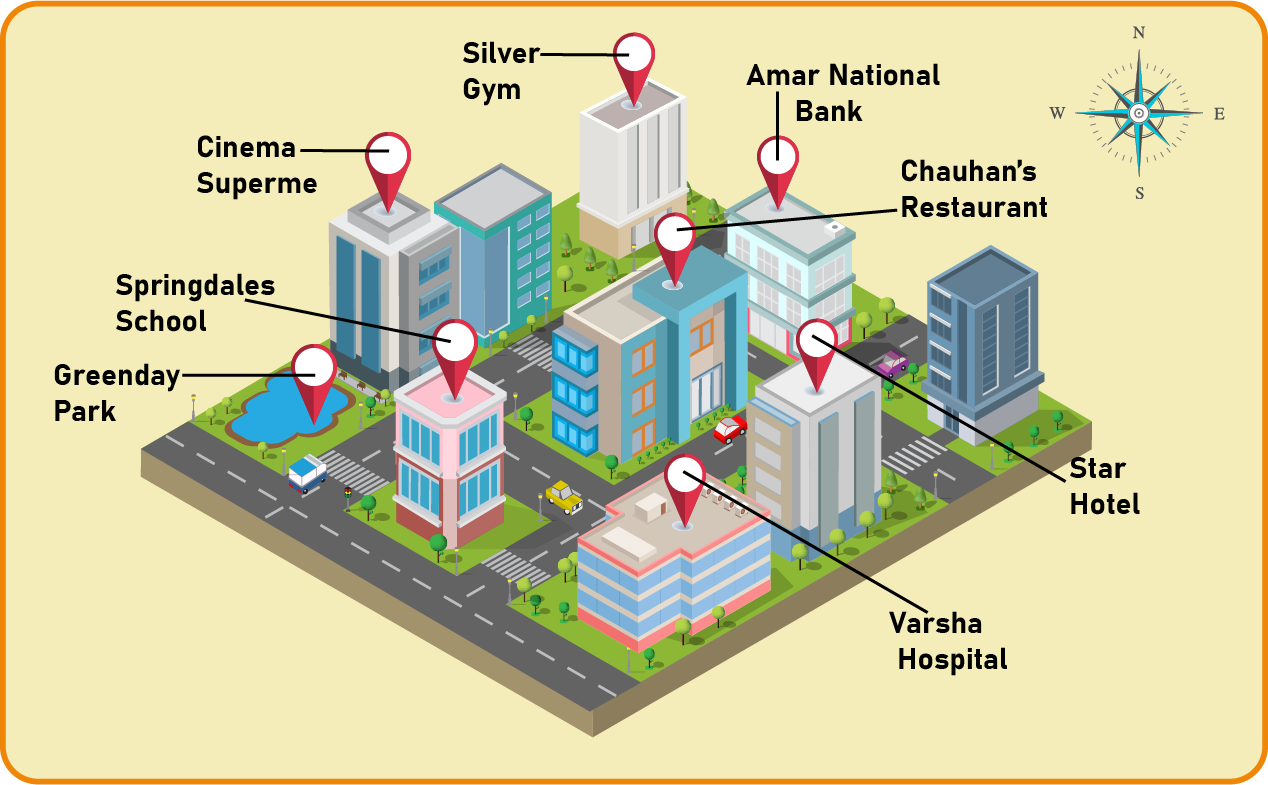 Silver
Gym
N
Amar National
Bank
W
E
Cinema
Superme
Chauhan's
Restaurant
S
Springdales
School
Greenday
Park
Star
Hotel
Varsha
Hospital